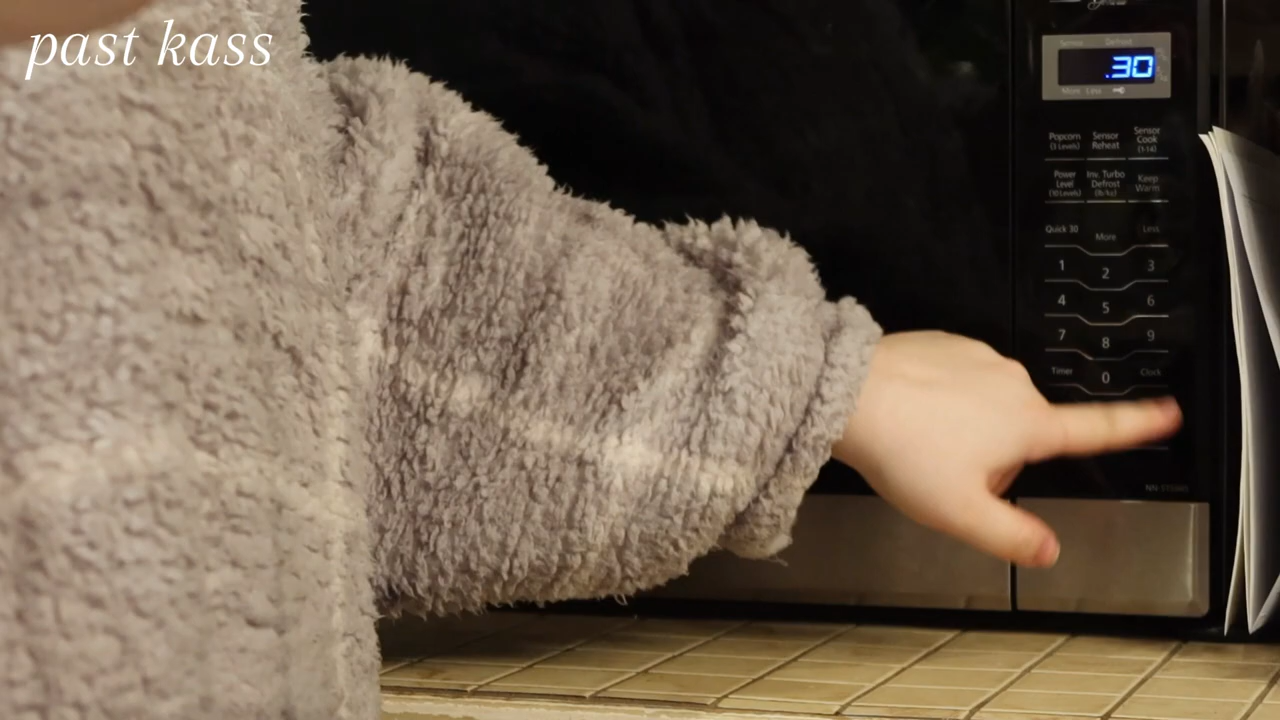 past kass
Genius
Sensor Defrost
.30
More Less
Popcorn
(3 Levels)
Sensor
Reheat
Sensor
Cook
(1-14)
Power
Level
(10 Levels)
Inv. Turbo
Defrost
(lb/kg)
Keep
Warm
Quick 30
More
Less
1 2 3
4 5 6
7 8 9
Timer 0 Clock